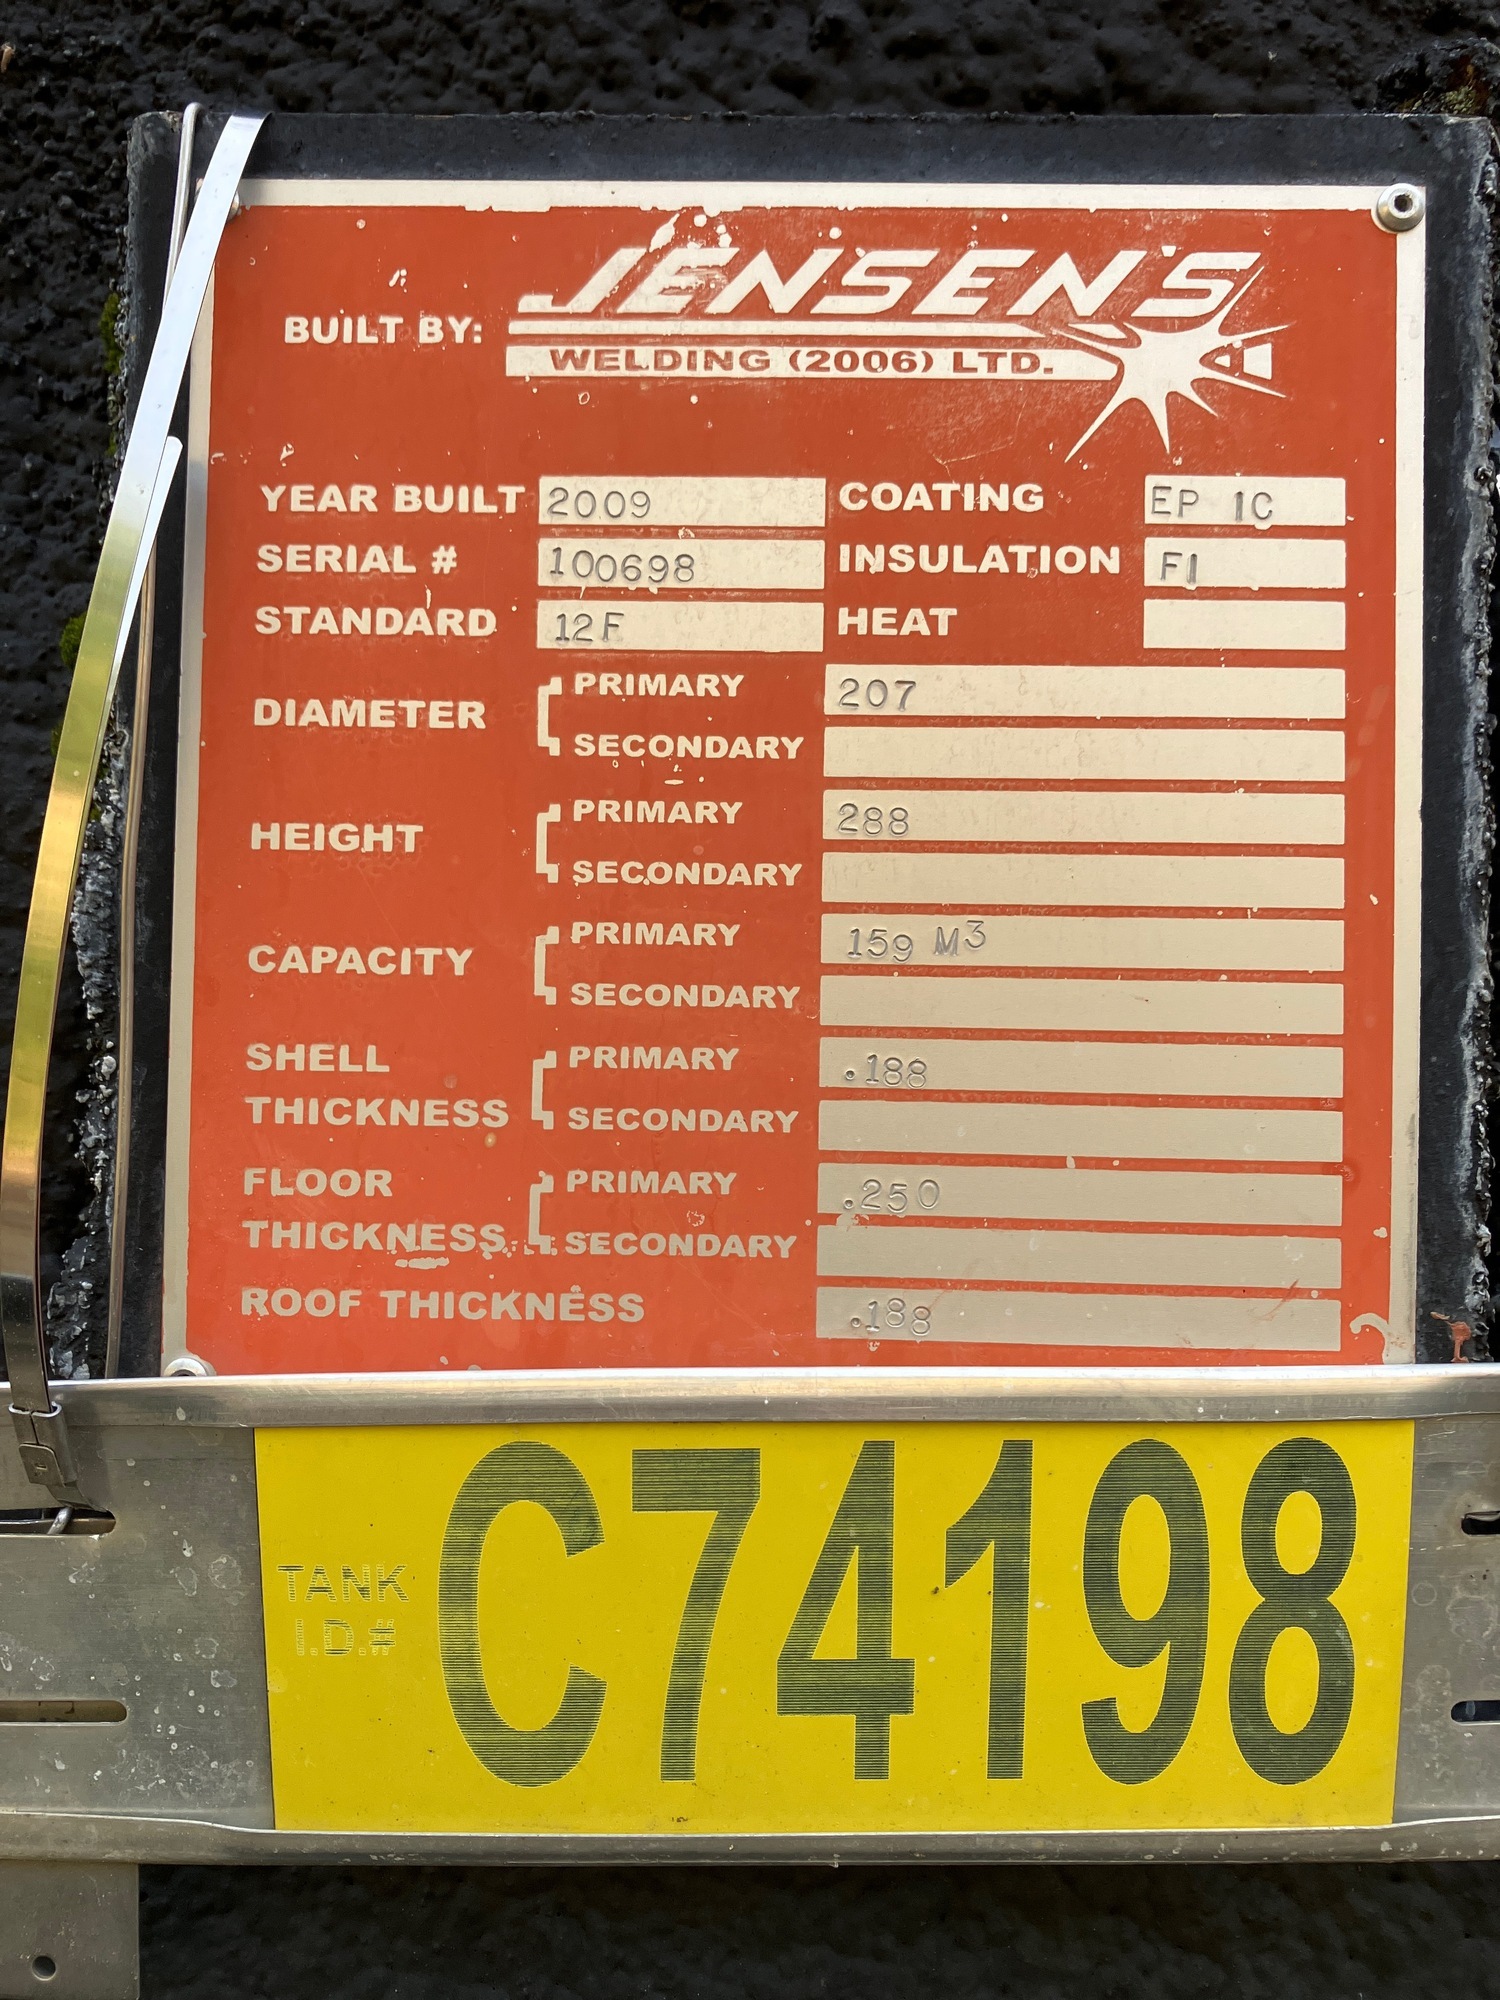 BUILT BY: JENSEN'S
WELDING (2006) LTD.
YEAR BUILT 2009 COATING EP 1C
SERIAL # 100698 INSULATION FI
STANDARD 12F HEAT
DIAMETER PRIMARY 207
SECONDARY
HEIGHT PRIMARY 288
SECONDARY
CAPACITY PRIMARY 159 M³
SECONDARY
SHELL THICKNESS PRIMARY .188
SECONDARY
FLOOR THICKNESS PRIMARY .250
SECONDARY
ROOF THICKNESS .188
TANK I.D.# C74198